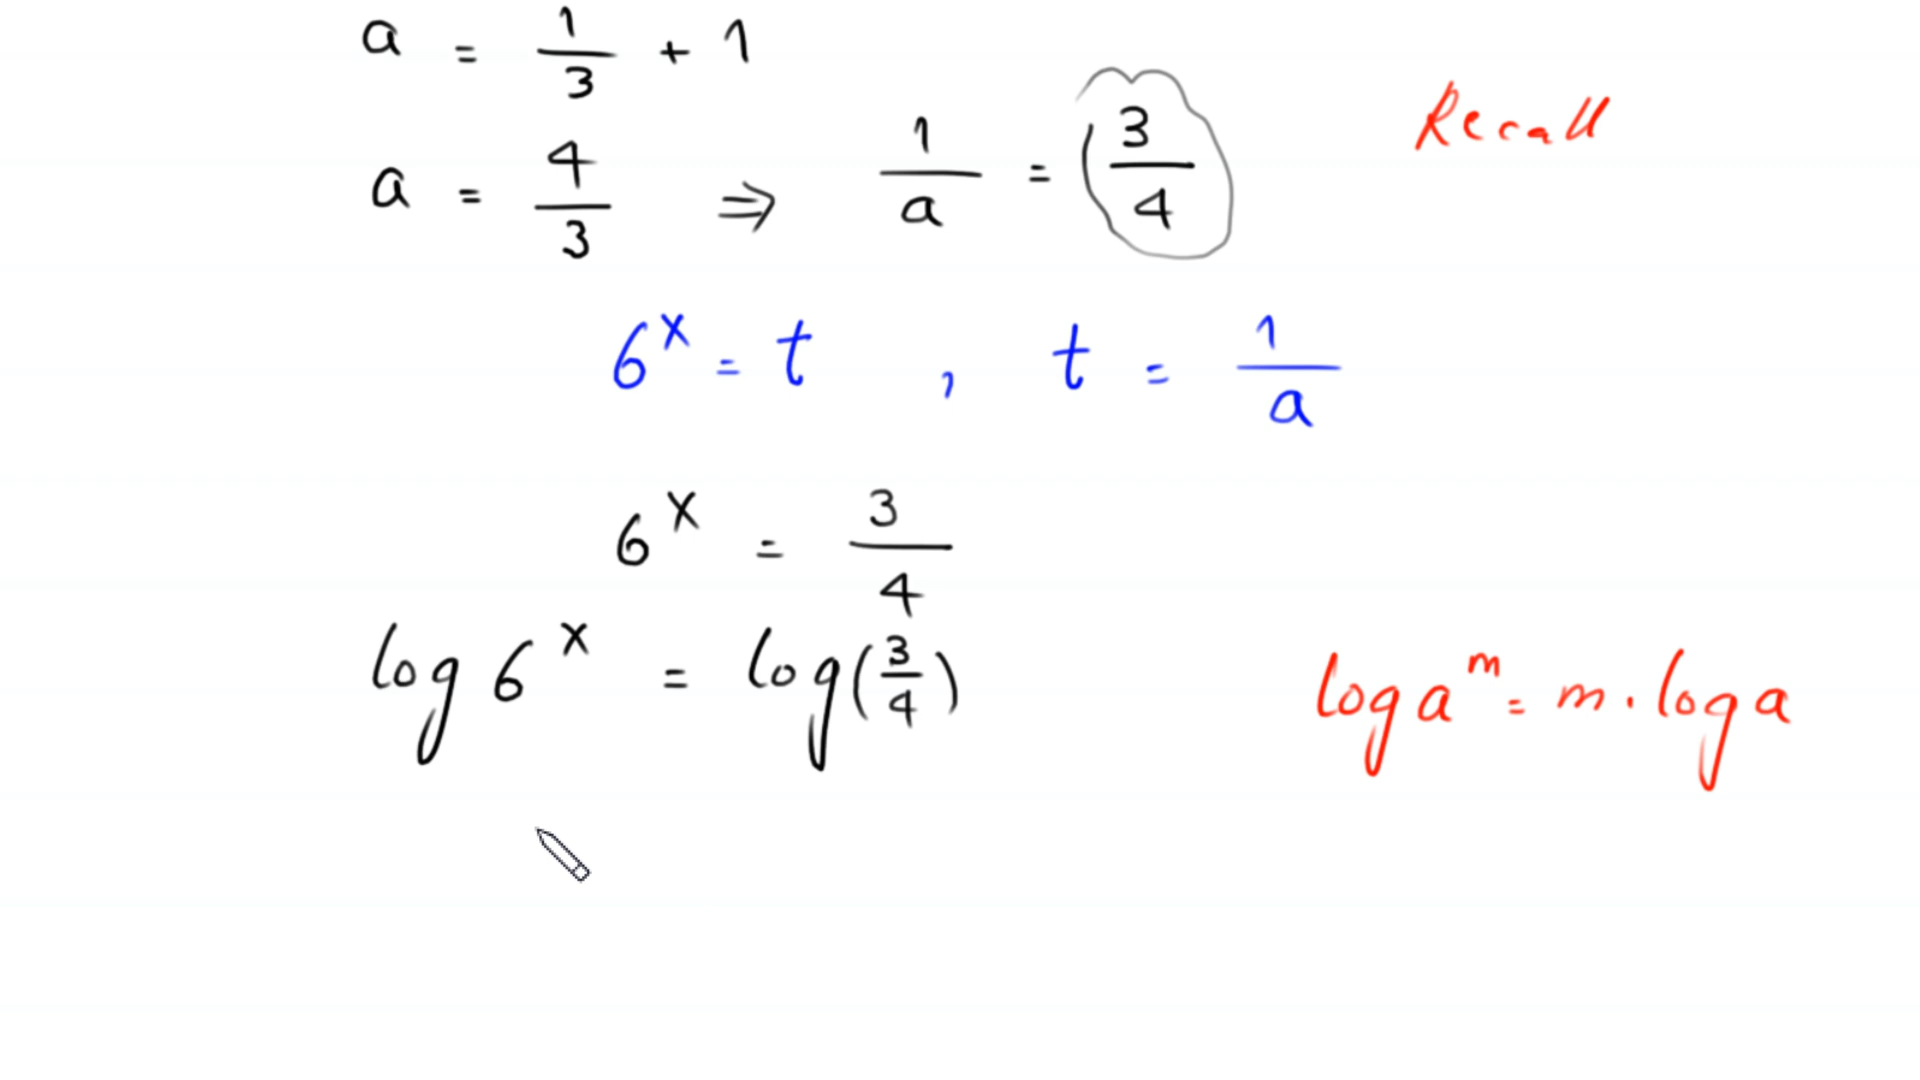 a = 1/3 + 1
a = 4/3 ⇒ 1/a = 3/4
Recall
6^x = t , t = 1/a
6^x = 3/4
log 6^x = log(3/4)
log a^m = m . log a